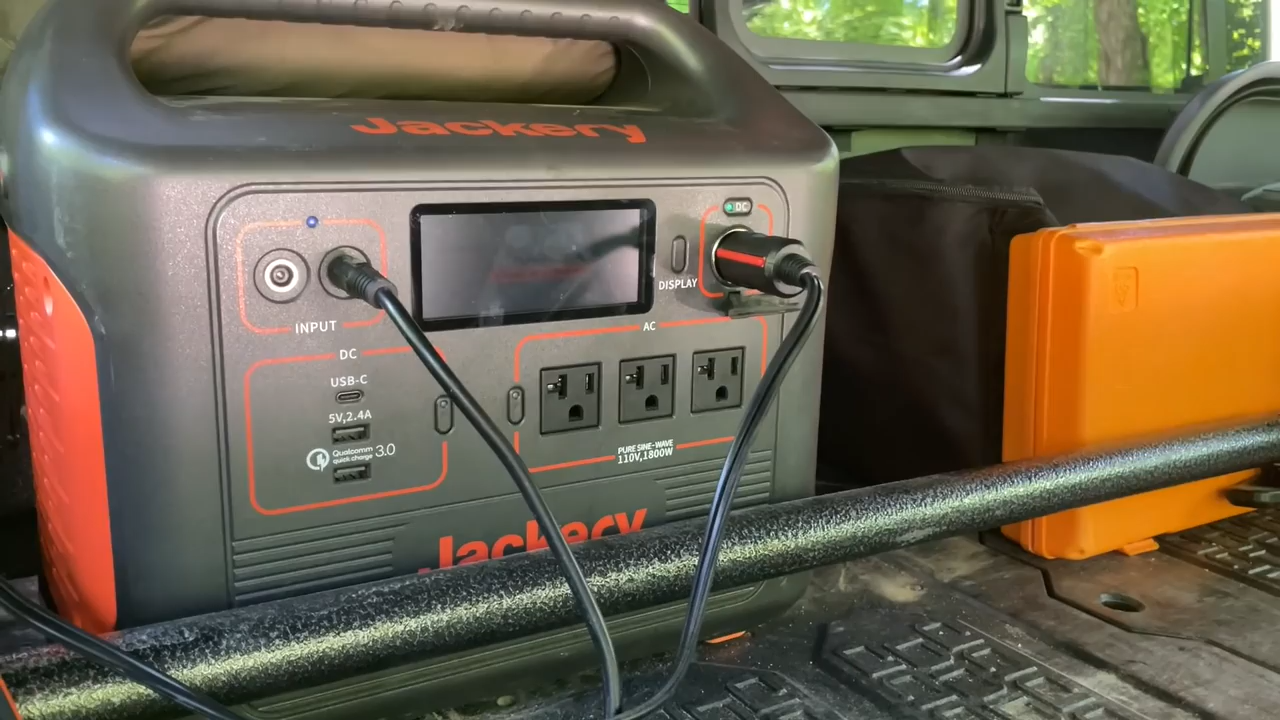 Jackery
DC
DISPLAY
INPUT
AC
DC
USB-C
5V,2.4A
Qualcomm
quick charge 3.0
PURE SINE-WAVE
110V,1800W
Jackery